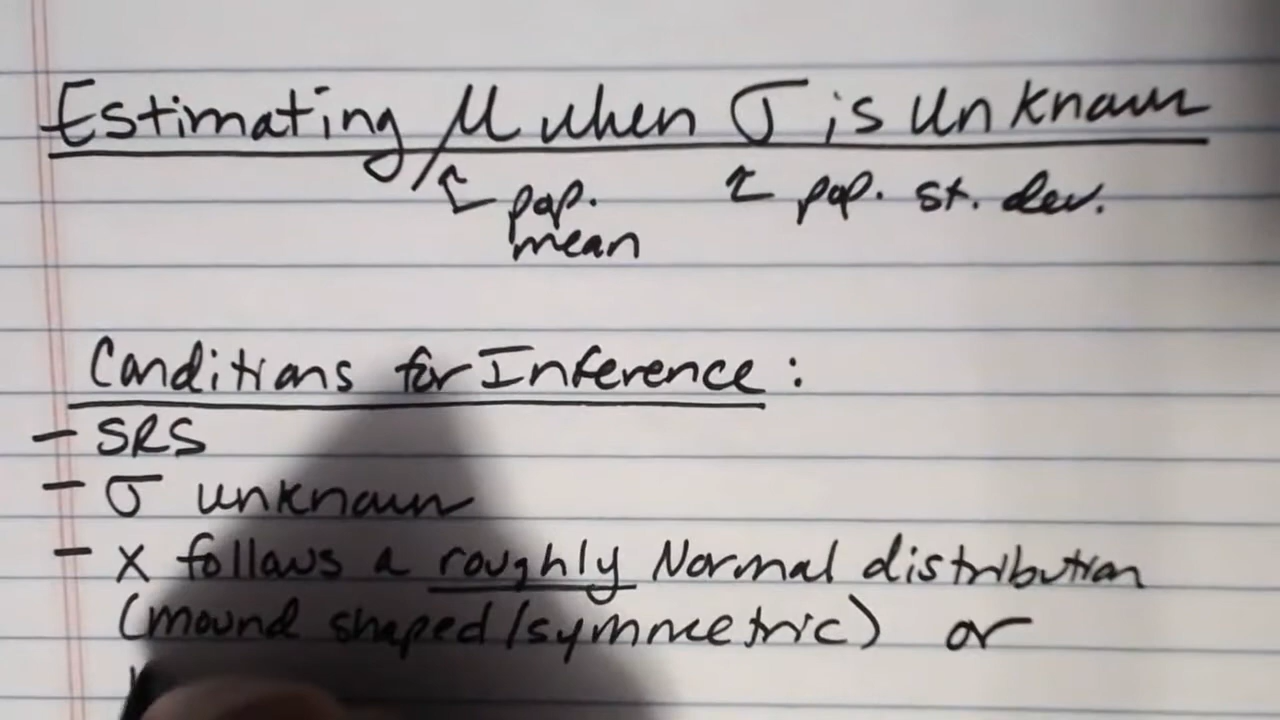 Estimating μ when σ is unknown
pop. mean
pop. st. dev.
Conditions for Inference:
- SRS
- σ unknown
- x follows a roughly Normal distribution
(mound shaped/symmetric) or